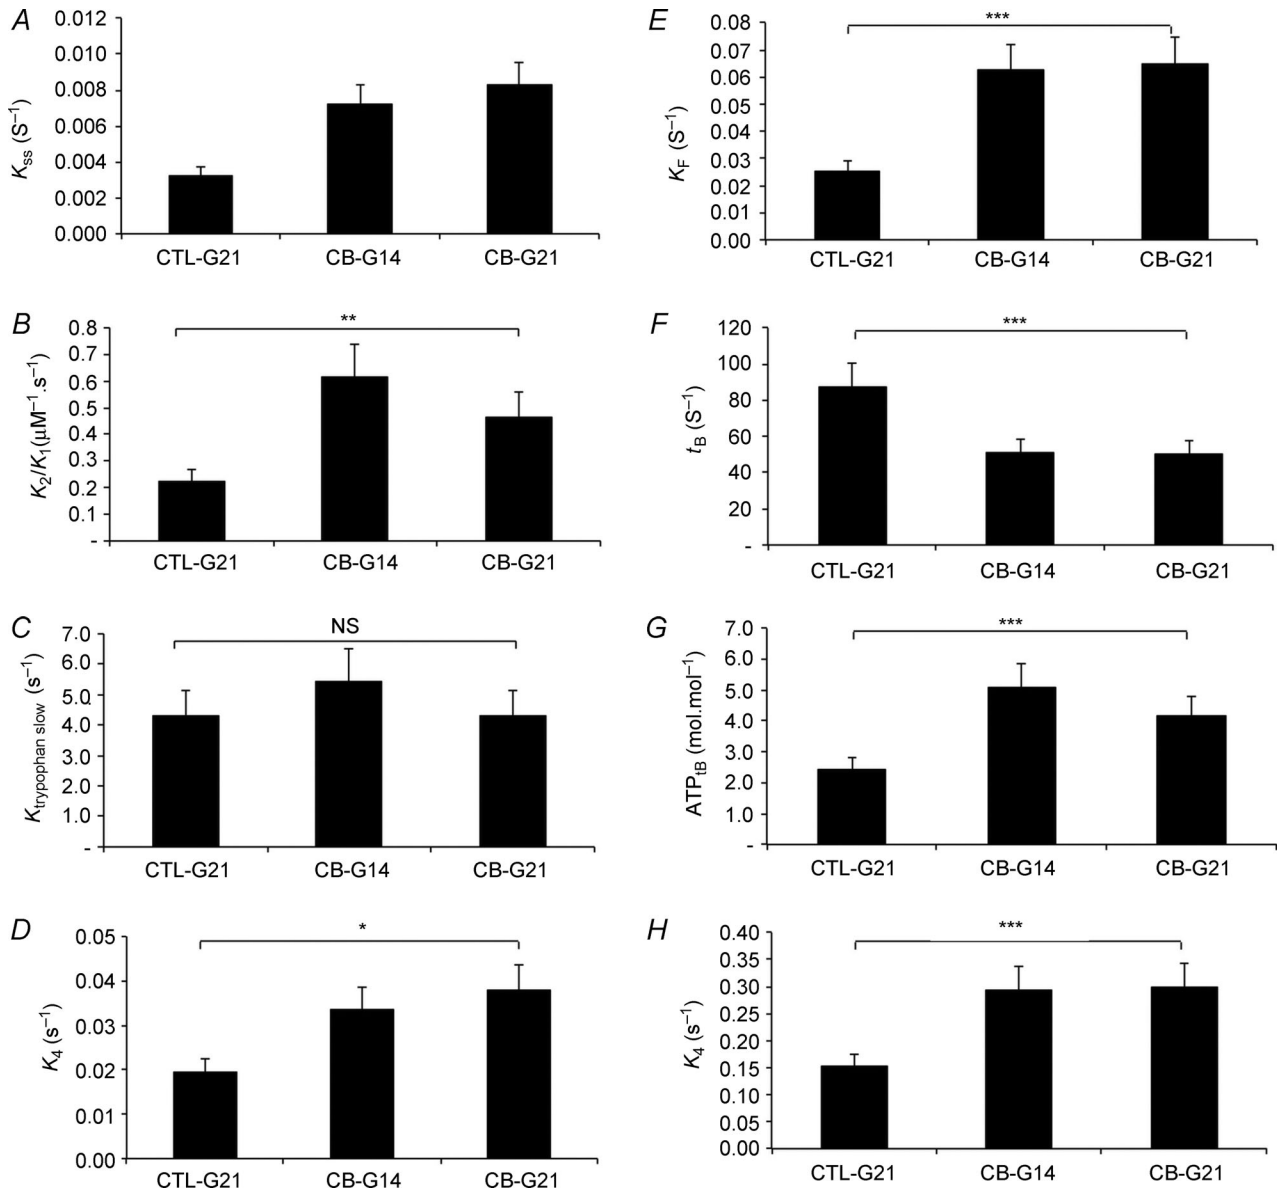 A
0.012
0.010
0.008
0.006
0.004
0.002
0.000
Kss (S−1)
CTL-G21 CB-G14 CB-G21
B
**
0.8
0.7
0.6
0.5
0.4
0.3
0.2
0.1
-
K2/K1(µM−1.s−1)
CTL-G21 CB-G14 CB-G21
C
NS
7.0
6.0
5.0
4.0
3.0
2.0
1.0
-
Ktrypophan slow (s−1)
CTL-G21 CB-G14 CB-G21
D
*
0.05
0.04
0.03
0.02
0.01
0.00
K4 (s−1)
CTL-G21 CB-G14 CB-G21
E
***
0.08
0.07
0.06
0.05
0.04
0.03
0.02
0.01
0.00
KF (S−1)
CTL-G21 CB-G14 CB-G21
F
***
120
100
80
60
40
20
-
tB (S−1)
CTL-G21 CB-G14 CB-G21
G
***
7.0
6.0
5.0
4.0
3.0
2.0
1.0
-
ATPtB (mol.mol−1)
CTL-G21 CB-G14 CB-G21
H
***
0.40
0.35
0.30
0.25
0.20
0.15
0.10
0.05
0.00
K4 (s−1)
CTL-G21 CB-G14 CB-G21